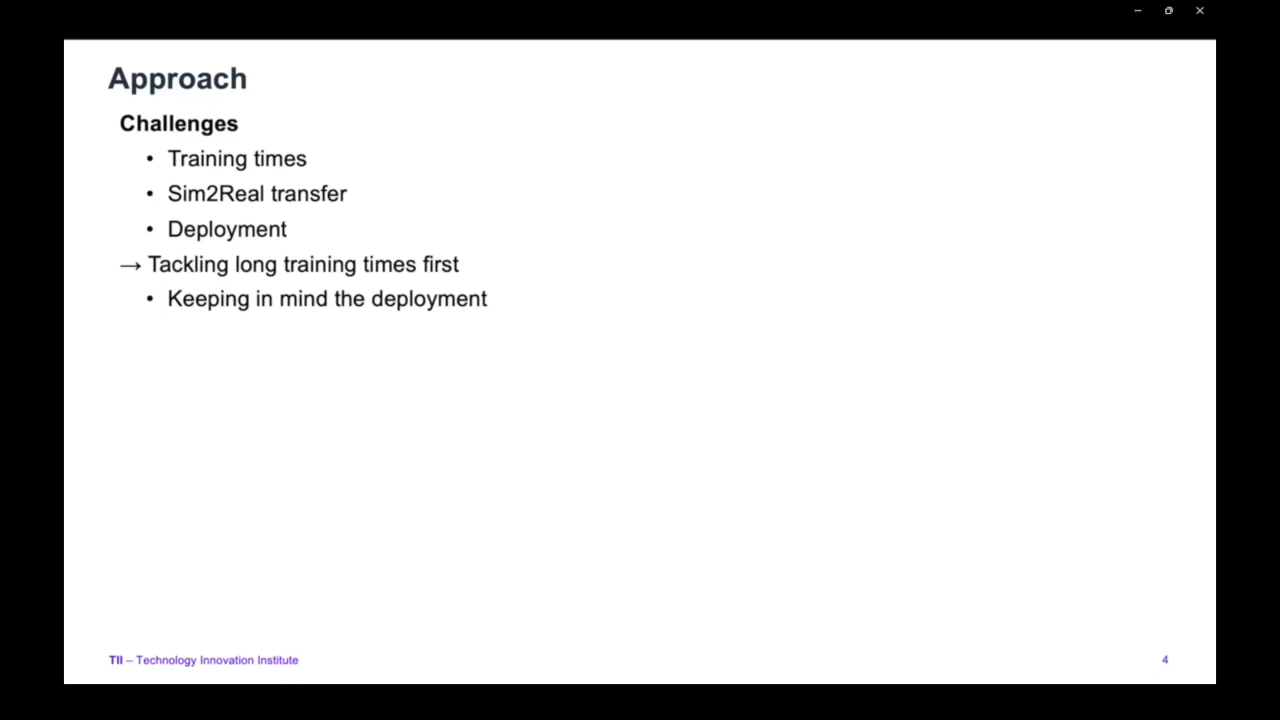 Approach
Challenges
• Training times
• Sim2Real transfer
• Deployment
→ Tackling long training times first
• Keeping in mind the deployment
TII – Technology Innovation Institute
4